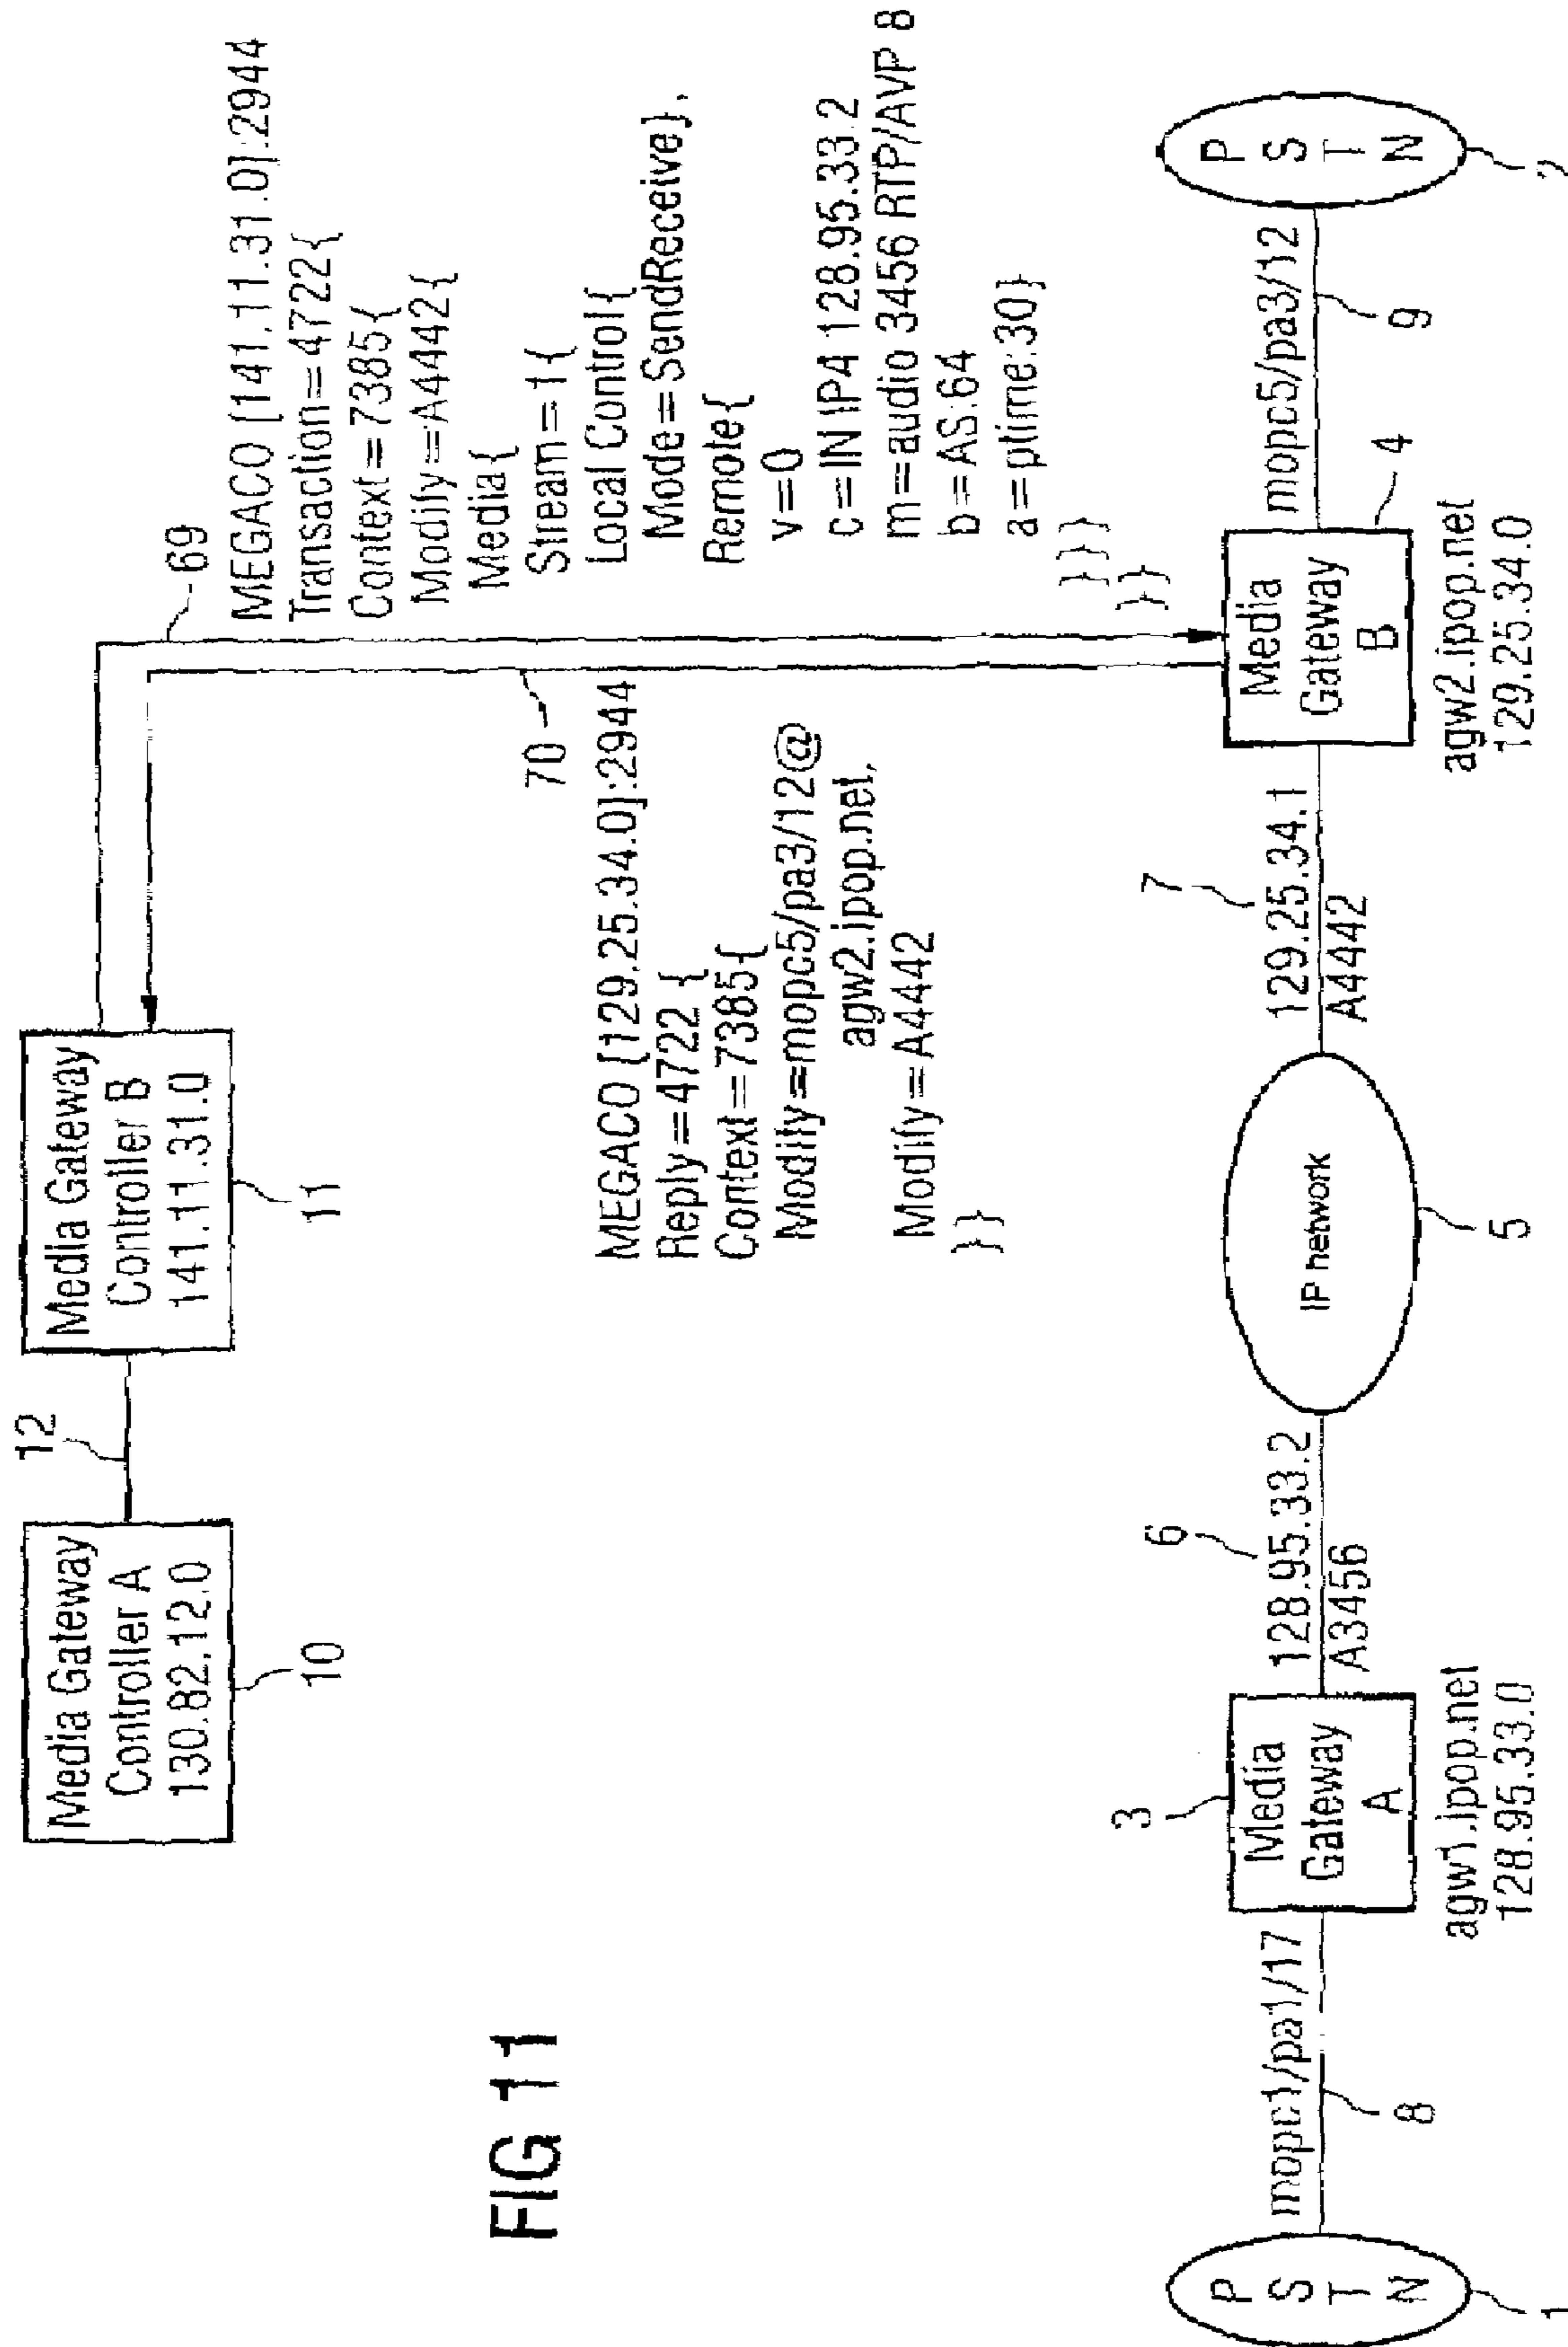 FIG 11
Media Gateway
Controller A
130.82.12.0
10
12
Media Gateway
Controller B
141.11.31.0
11
69
MEGACO [141.11.31.0]:2944
Transaction=4722{
Context=7385{
Modify=A4442{
Media{
Stream=1{
Local Control{
Mode=SendReceive},
Remote{
v=0
c=IN IP4 128.95.33.2
m=audio 3456 RTP/AVP 8
b=AS:64
a=ptime:30}
}}}
}}
70
MEGACO [129.25.34.0]:2944
Reply=4722 {
Context=7385{
Modify=mopc5/pa3/12@
agw2.ipop.net,
Modify=A4442
}}
PSTN
1
mopc1/pa1/17
8
3
Media
Gateway
A
agw1.ipop.net
128.95.33.0
6
128.95.33.2
A3456
IP network
5
7
129.25.34.1
A4442
Media
Gateway
B
4
agw2.ipop.net
129.25.34.0
mopc5/pa3/12
9
PSTN
2